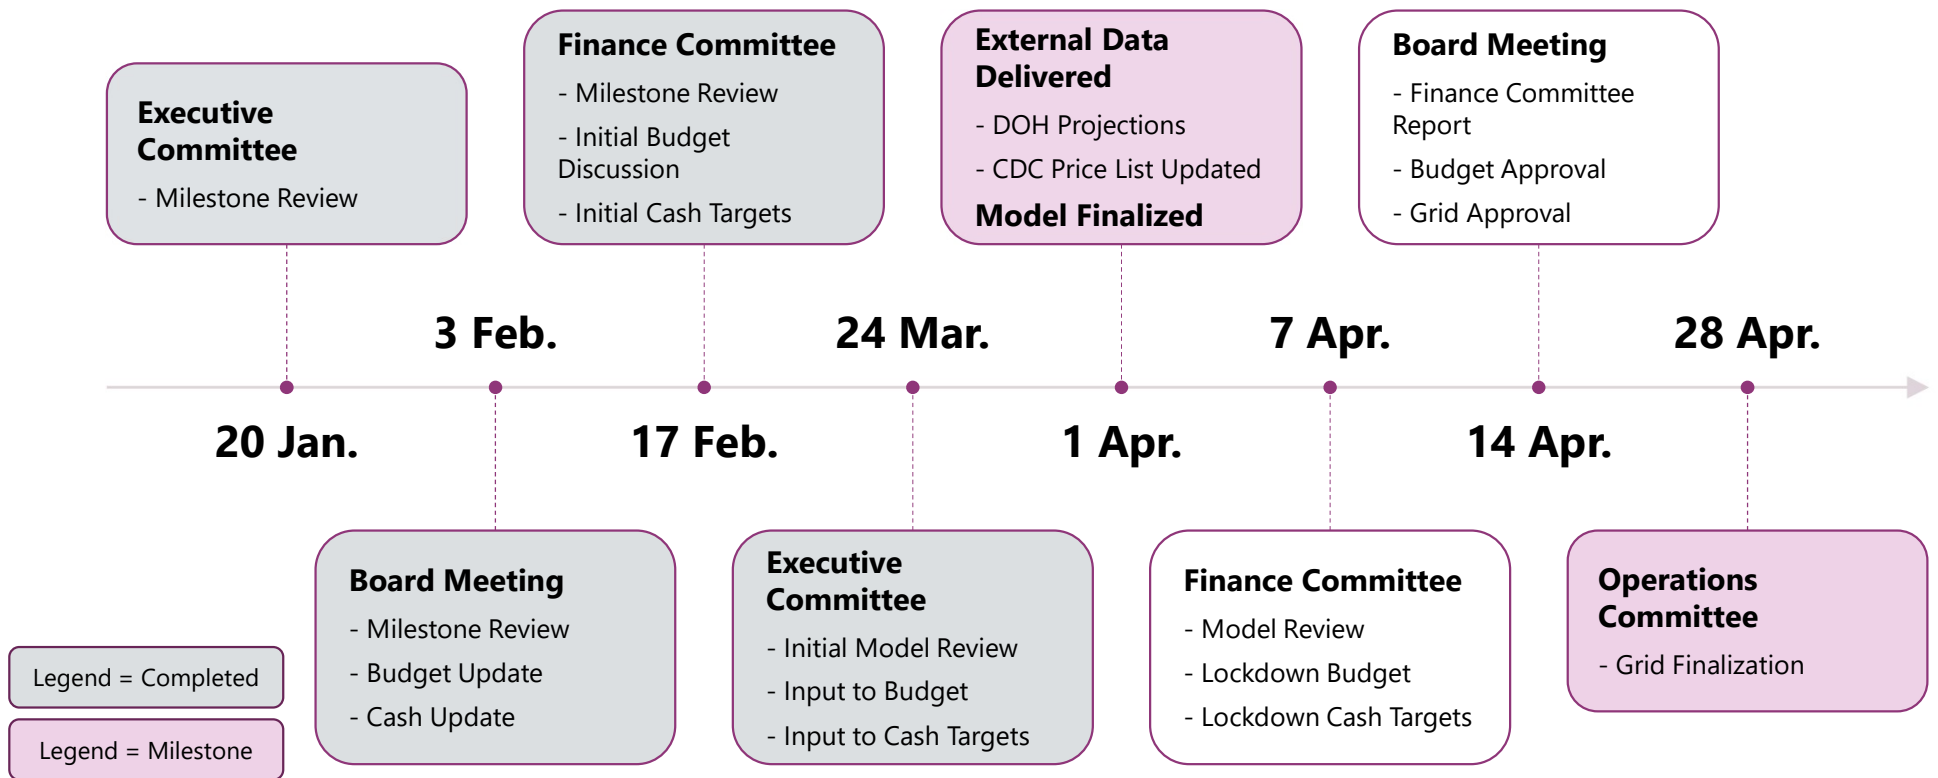 Executive
Committee
- Milestone Review
Finance Committee
- Milestone Review
- Initial Budget
Discussion
- Initial Cash Targets
External Data
Delivered
- DOH Projections
- CDC Price List Updated
Model Finalized
Board Meeting
- Finance Committee
Report
- Budget Approval
- Grid Approval
3 Feb.
24 Mar.
7 Apr.
28 Apr.
20 Jan.
17 Feb.
1 Apr.
14 Apr.
Board Meeting
- Milestone Review
- Budget Update
- Cash Update
Executive
Committee
- Initial Model Review
- Input to Budget
- Input to Cash Targets
Finance Committee
- Model Review
- Lockdown Budget
- Lockdown Cash Targets
Operations
Committee
- Grid Finalization
Legend = Completed
Legend = Milestone